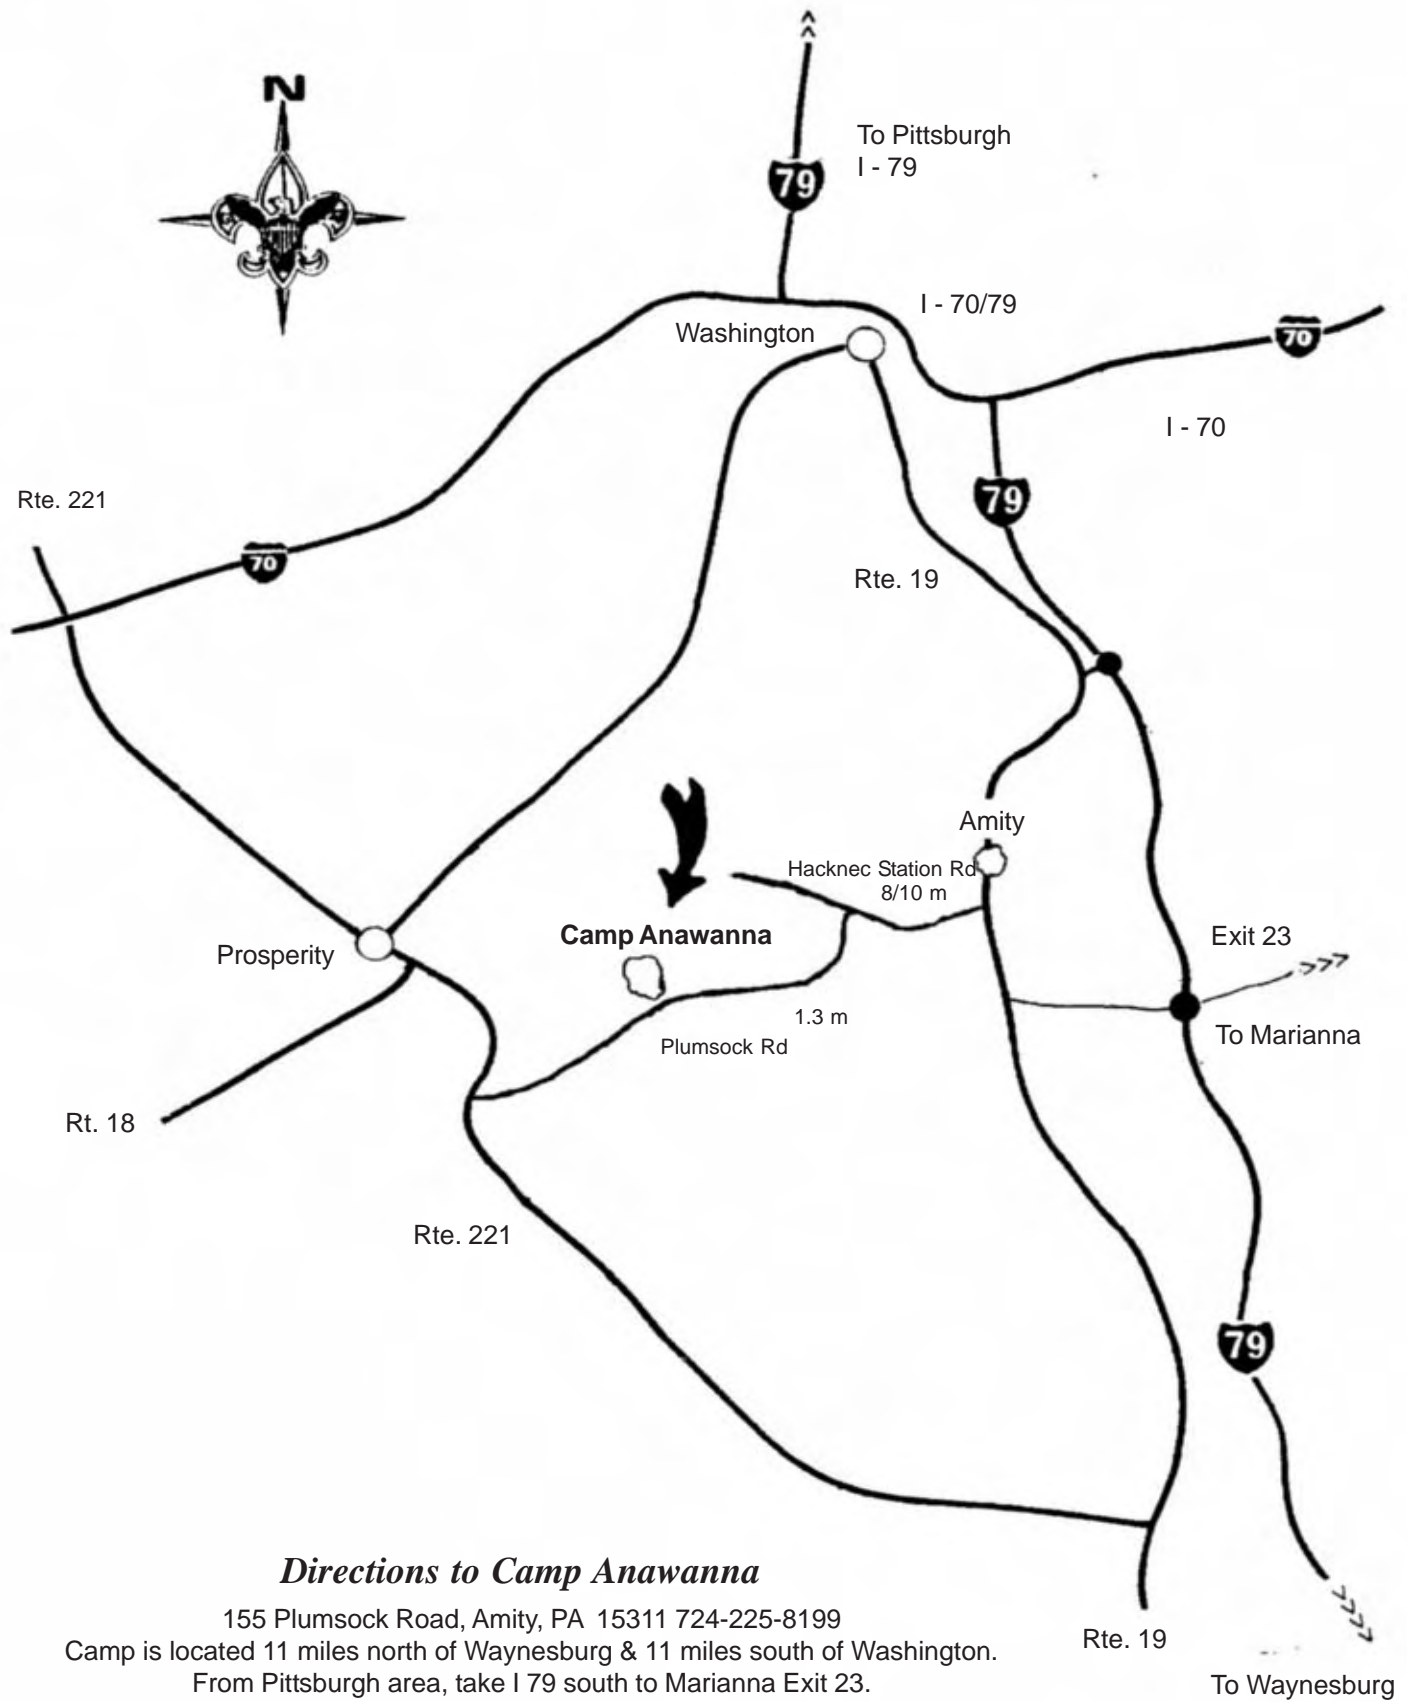 N
To Pittsburgh
I - 79
79
I - 70/79
Washington
70
I - 70
79
Rte. 221
70
Rte. 19
Amity
Hacknec Station Rd
8/10 m
Camp Anawanna
Exit 23
Prosperity
1.3 m
To Marianna
Plumsock Rd
Rt. 18
Rte. 221
79
Directions to Camp Anawanna
155 Plumsock Road, Amity, PA 15311 724-225-8199
Camp is located 11 miles north of Waynesburg & 11 miles south of Washington.
From Pittsburgh area, take I 79 south to Marianna Exit 23.
Rte. 19
To Waynesburg